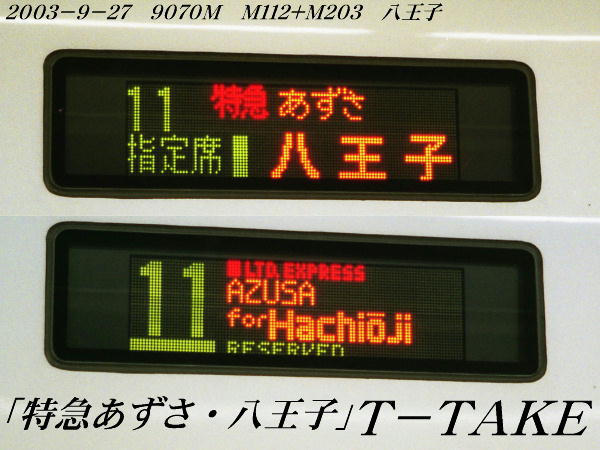 2003-9-27 9070M M112+M203 八王子
11 特急 あずさ
指定席 八王子
11 LTD. EXPRESS
AZUSA
for Hachiōji
RESERVED
「特急あずさ・八王子」T-TAKE